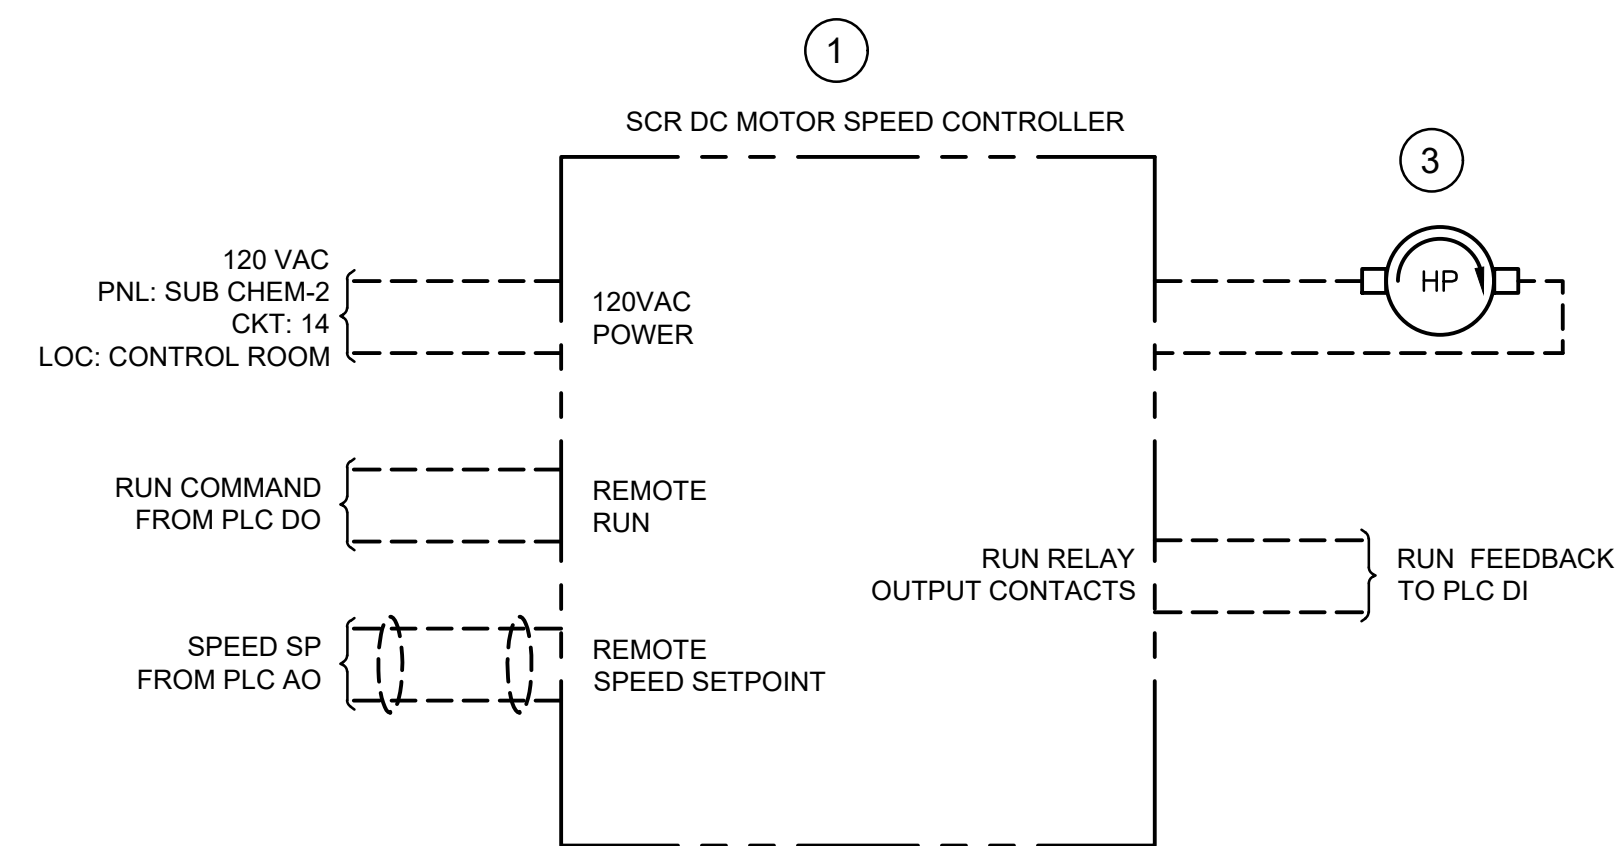 1
SCR DC MOTOR SPEED CONTROLLER
3
120 VAC
PNL: SUB CHEM-2
CKT: 14
LOC: CONTROL ROOM
120VAC
POWER
HP
RUN COMMAND
FROM PLC DO
REMOTE
RUN
RUN RELAY
OUTPUT CONTACTS
RUN FEEDBACK
TO PLC DI
SPEED SP
FROM PLC AO
REMOTE
SPEED SETPOINT